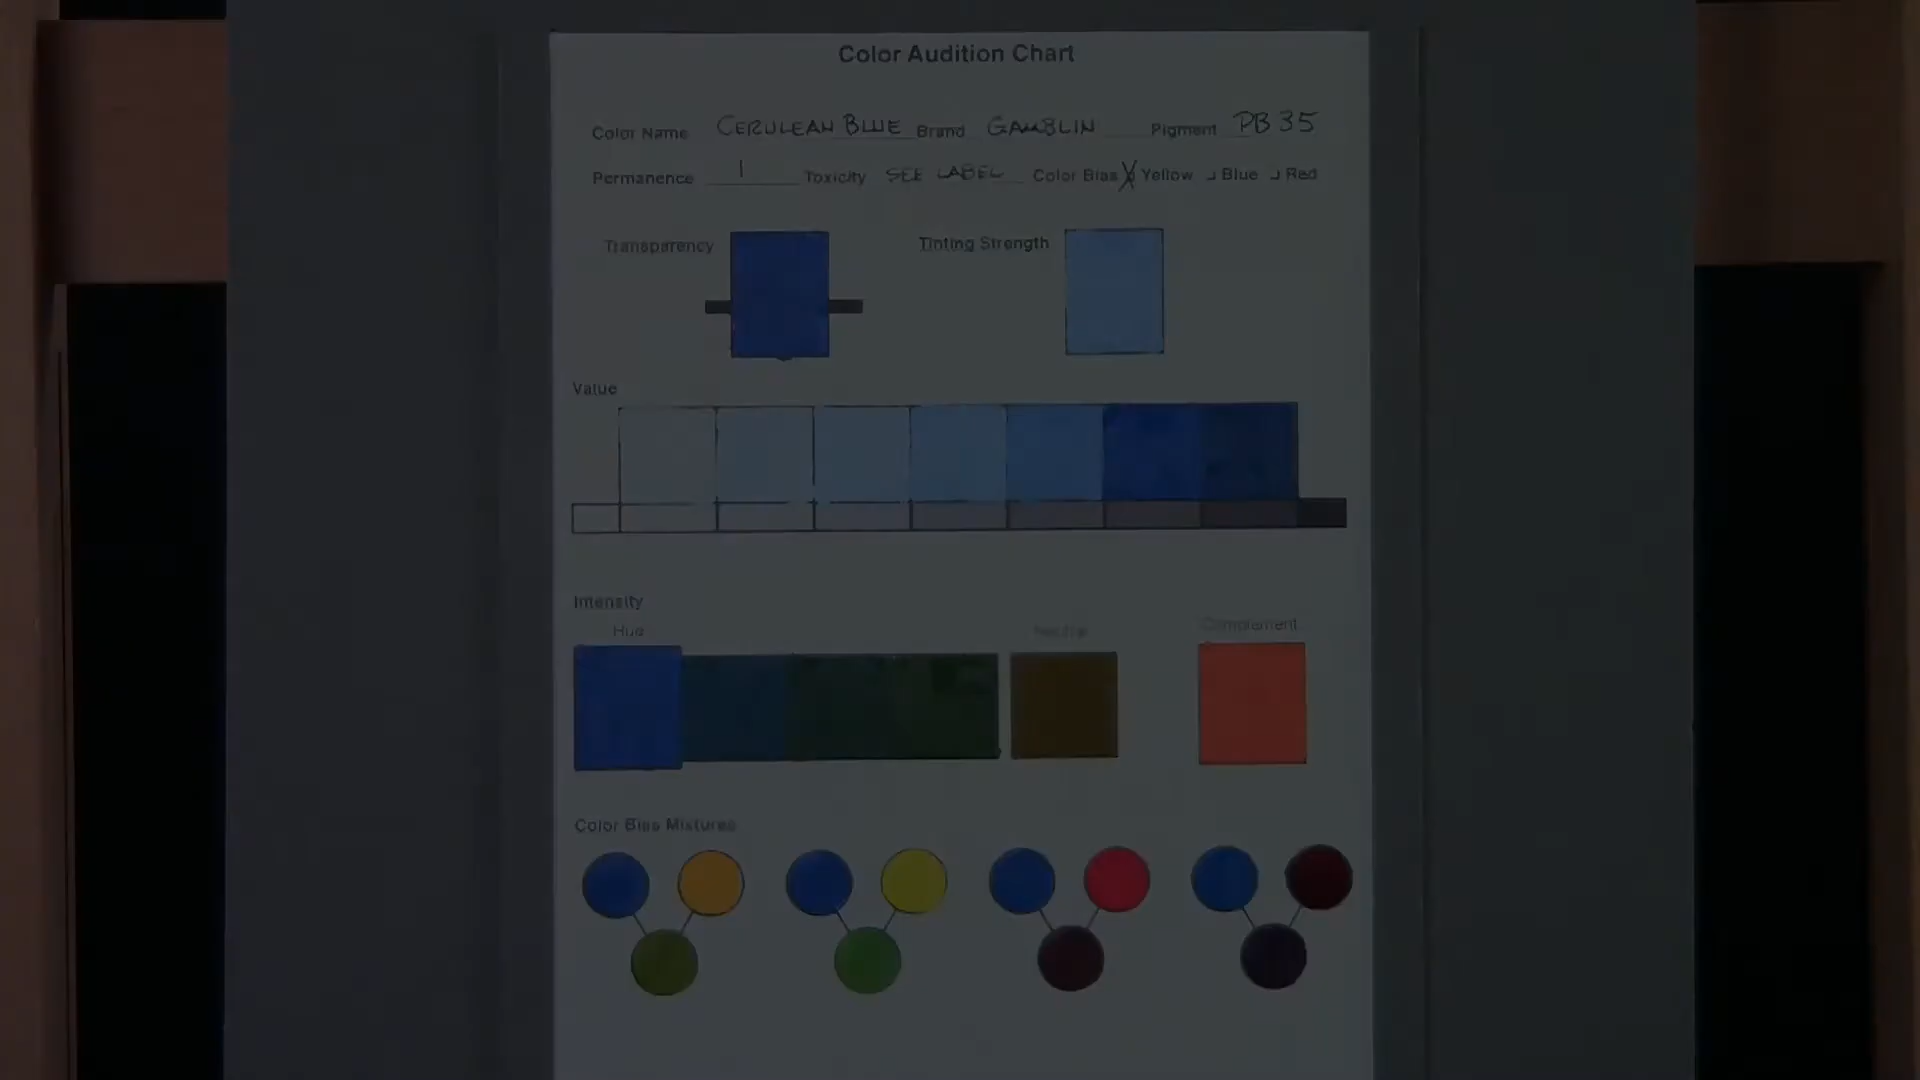 Color Audition Chart
Color Name CERULEAN BLUE Brand GAMBLIN Pigment PB 35
Permanence 1 Toxicity SEE LABEL Color Bias Yellow Blue Red
Transparency Tinting Strength
Value
Intensity
Hue Complement
Color Bias Mixtures